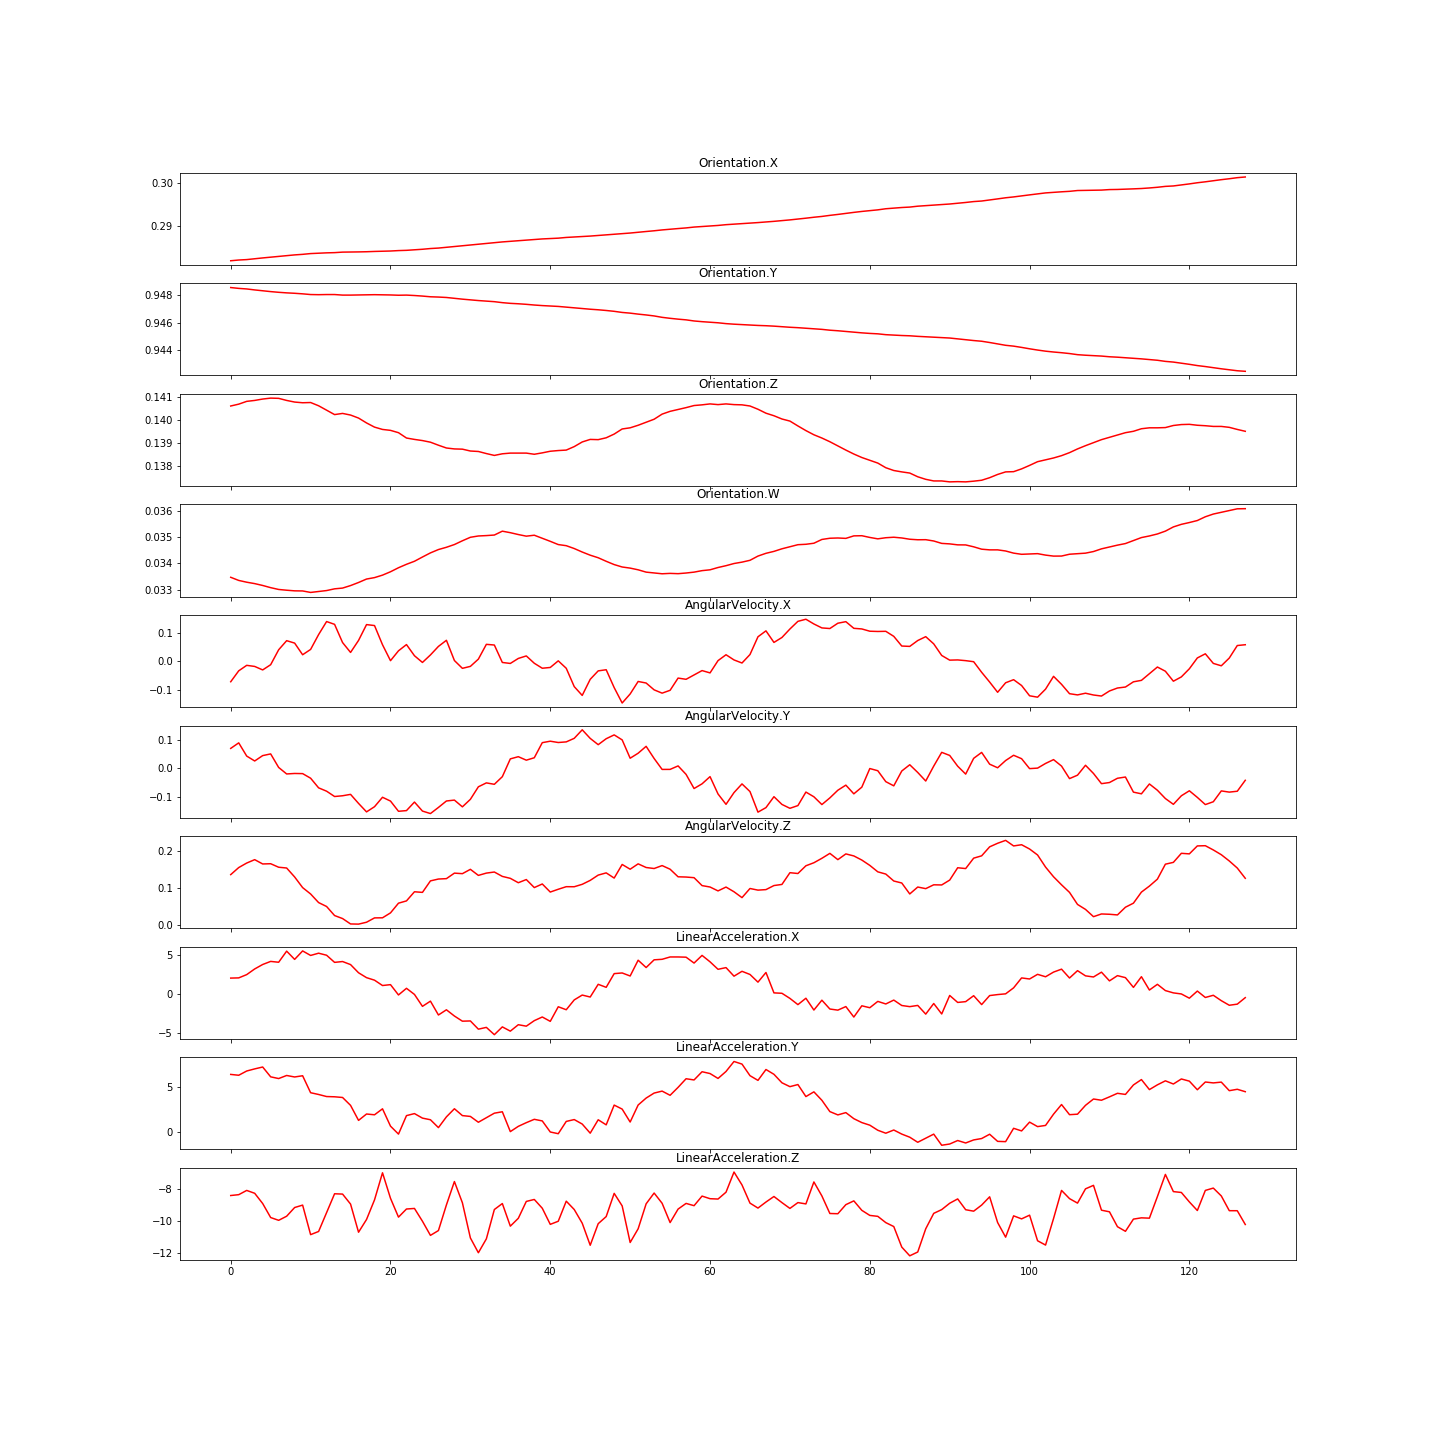 Orientation.X
0.30
0.29
Orientation.Y
0.948
0.946
0.944
Orientation.Z
0.141
0.140
0.139
0.138
Orientation.W
0.036
0.035
0.034
0.033
AngularVelocity.X
0.1
0.0
−0.1
AngularVelocity.Y
0.1
0.0
−0.1
AngularVelocity.Z
0.2
0.1
0.0
LinearAcceleration.X
5
0
−5
LinearAcceleration.Y
5
0
LinearAcceleration.Z
−8
−10
−12
0 20 40 60 80 100 120